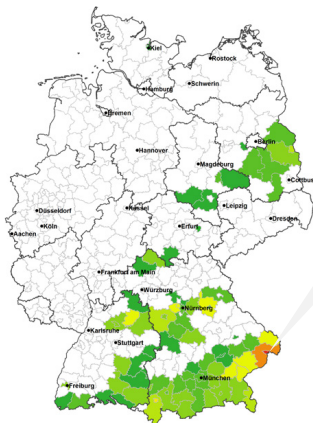 Kiel
Rostock
Hamburg
Schwerin
Bremen
Berlin
Hannover
Magdeburg
Cottbus
Düsseldorf
Kassel
Leipzig
Köln
Dresden
Aachen
Erfurt
Frankfurt am Main
Würzburg
Nürnberg
Karlsruhe
Stuttgart
München
Freiburg